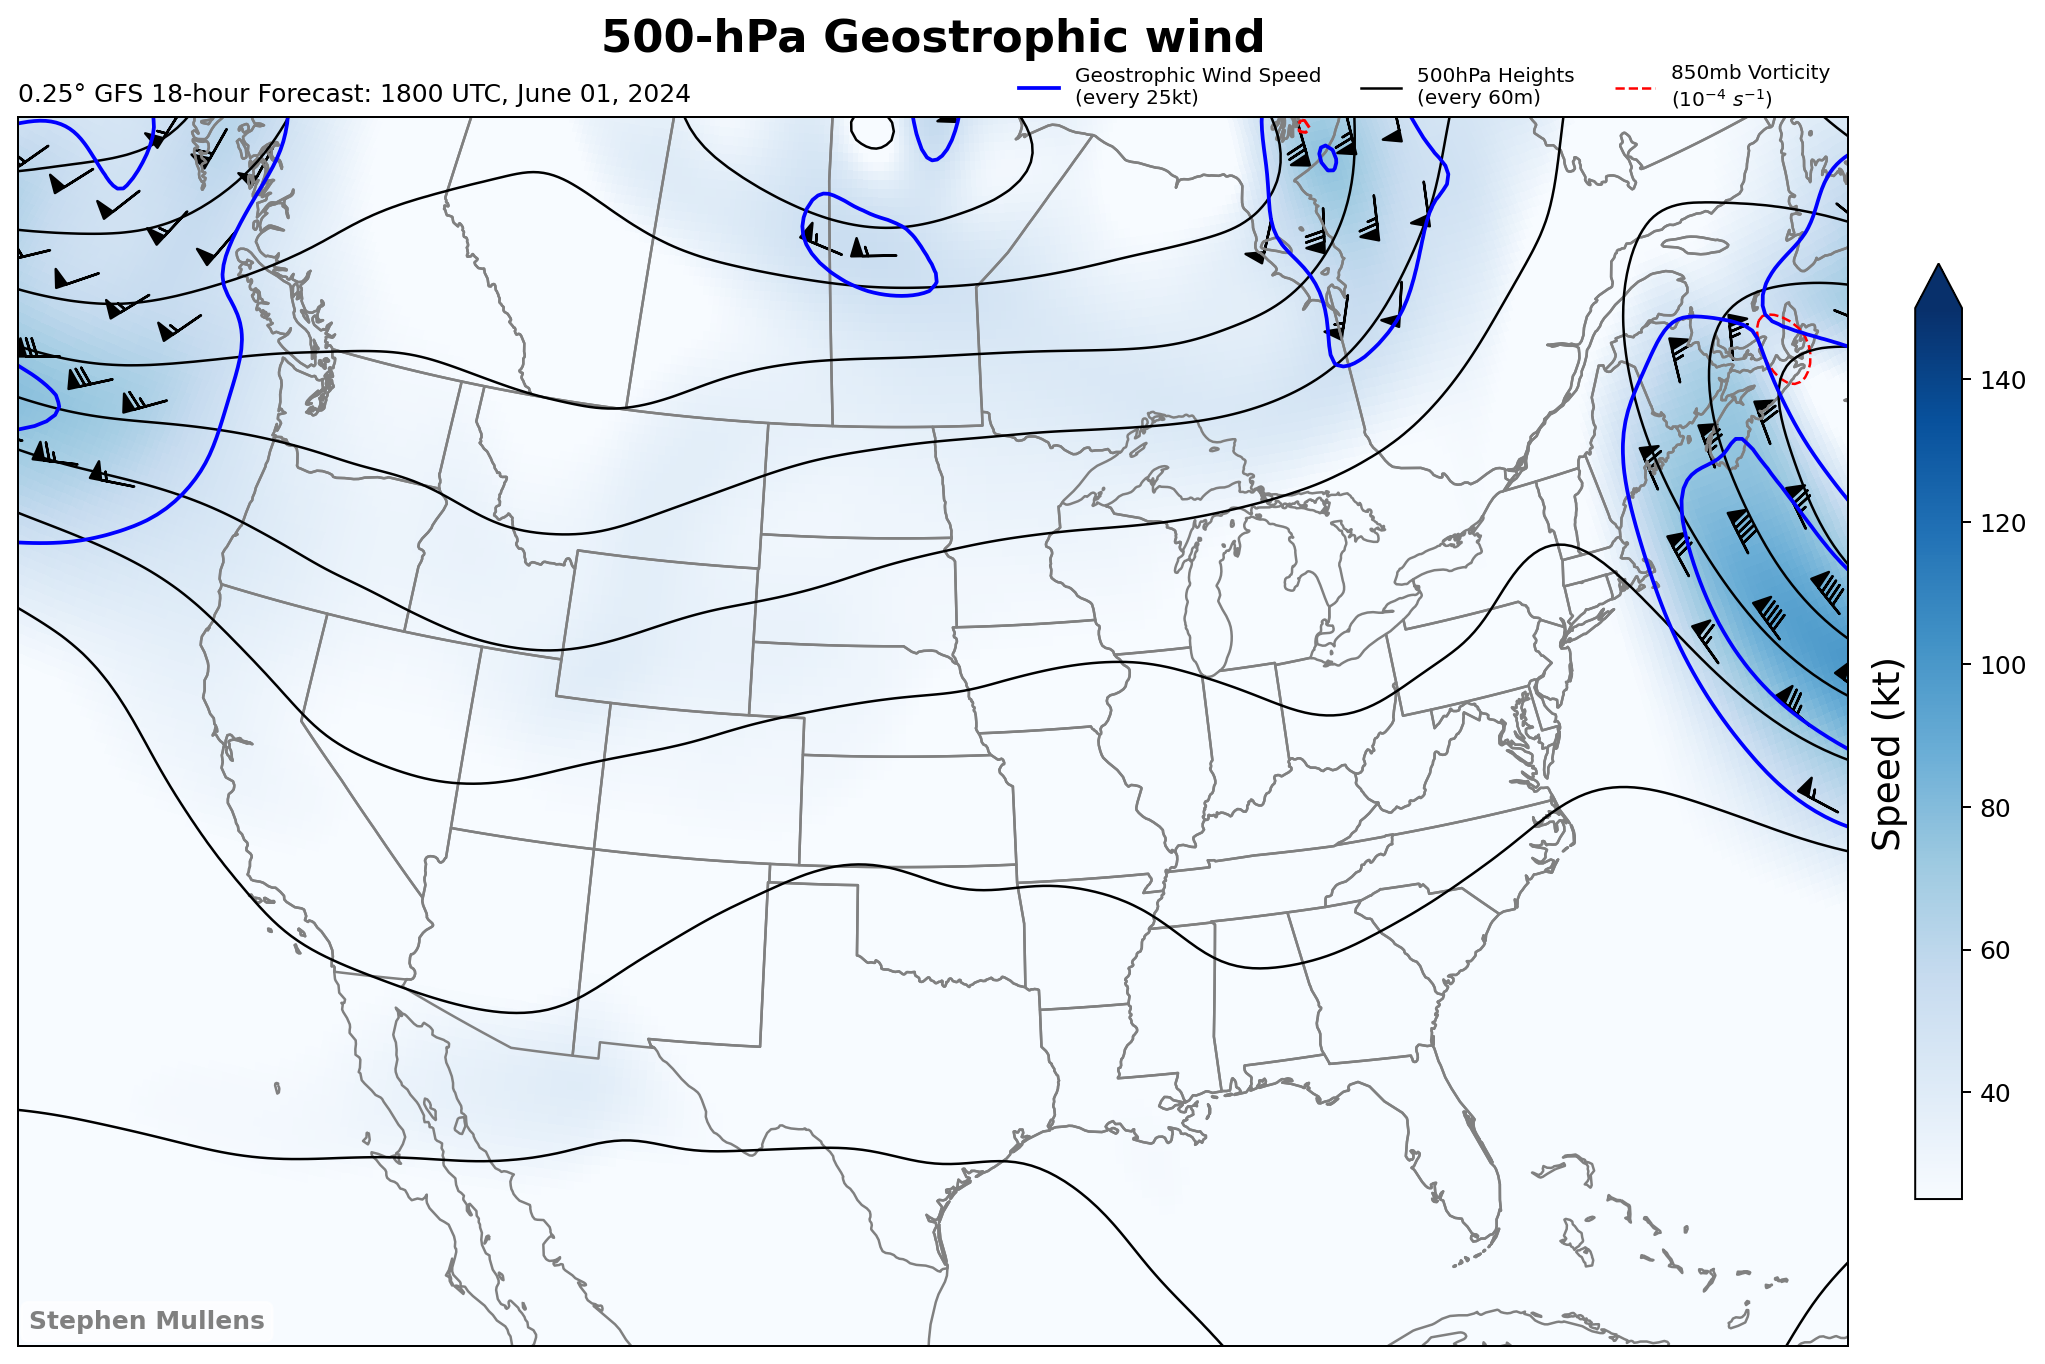 500-hPa Geostrophic wind
0.25° GFS 18-hour Forecast: 1800 UTC, June 01, 2024
Geostrophic Wind Speed
(every 25kt)
500hPa Heights
(every 60m)
850mb Vorticity
(10⁻⁴ s⁻¹)
140
120
100
80
60
40
Speed (kt)
Stephen Mullens